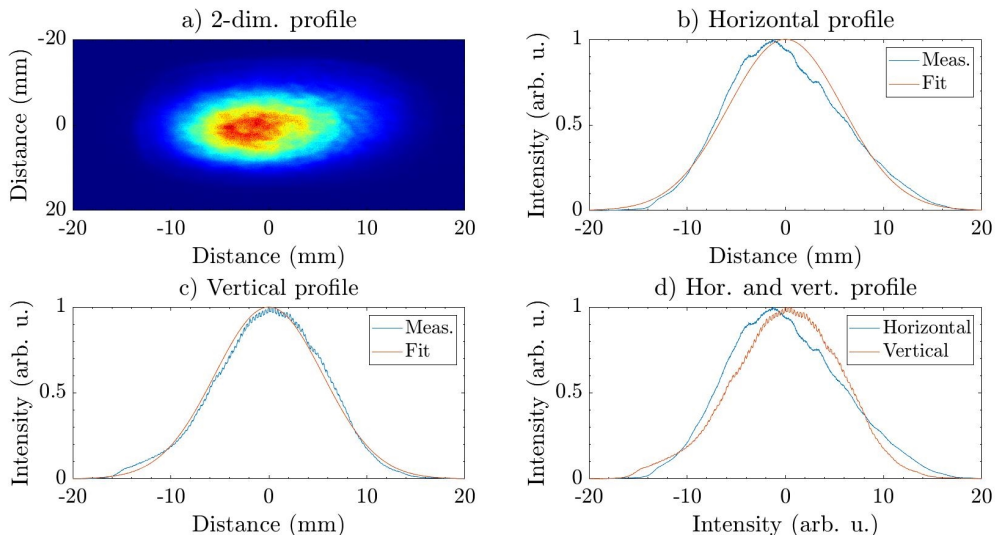 a) 2-dim. profile
-20
0
20
Distance (mm)
-20 -10 0 10 20
Distance (mm)
b) Horizontal profile
1
0.5
0
Intensity (arb. u.)
Meas.
Fit
-20 -10 0 10 20
Distance (mm)
c) Vertical profile
1
0.5
0
Intensity (arb. u.)
Meas.
Fit
-20 -10 0 10 20
Distance (mm)
d) Hor. and vert. profile
1
0.5
0
Intensity (arb. u.)
Horizontal
Vertical
-20 -10 0 10 20
Intensity (arb. u.)